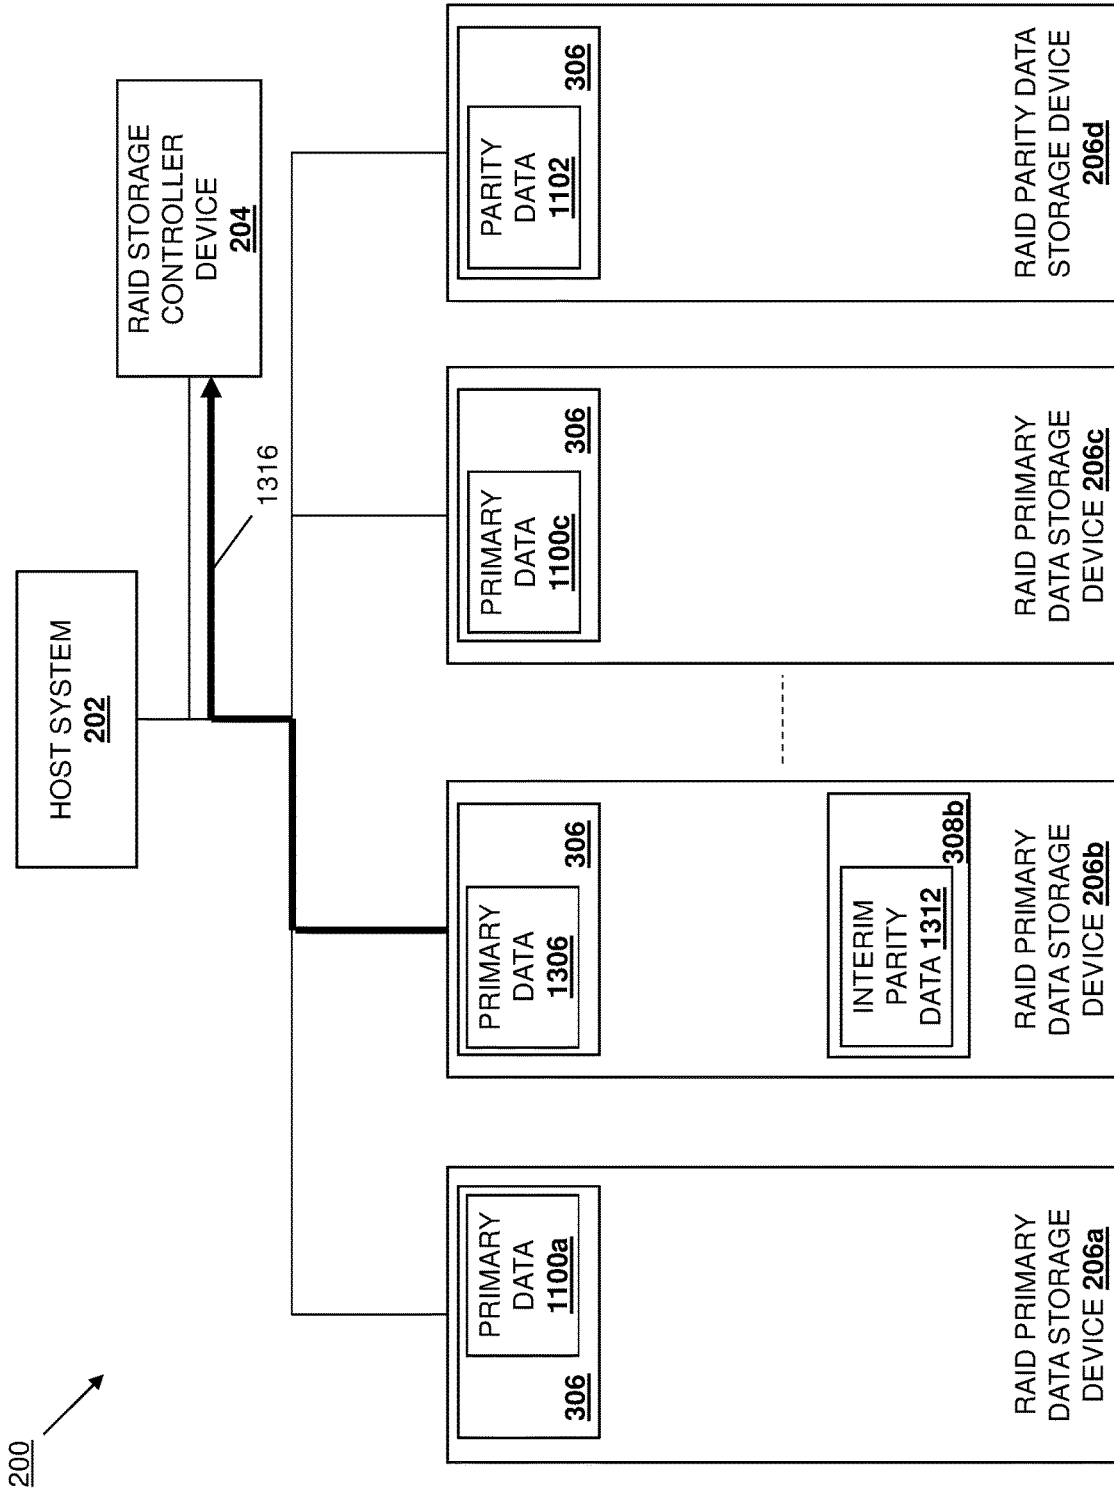 200
HOST SYSTEM
202
RAID STORAGE
CONTROLLER
DEVICE
204
1316
306
PRIMARY
DATA
1100a
RAID PRIMARY
DATA STORAGE
DEVICE 206a
PRIMARY
DATA
1306
306
INTERIM
PARITY
DATA 1312
308b
RAID PRIMARY
DATA STORAGE
DEVICE 206b
PRIMARY
DATA
1100c
306
RAID PRIMARY
DATA STORAGE
DEVICE 206c
PARITY
DATA
1102
306
RAID PARITY DATA
STORAGE DEVICE
206d